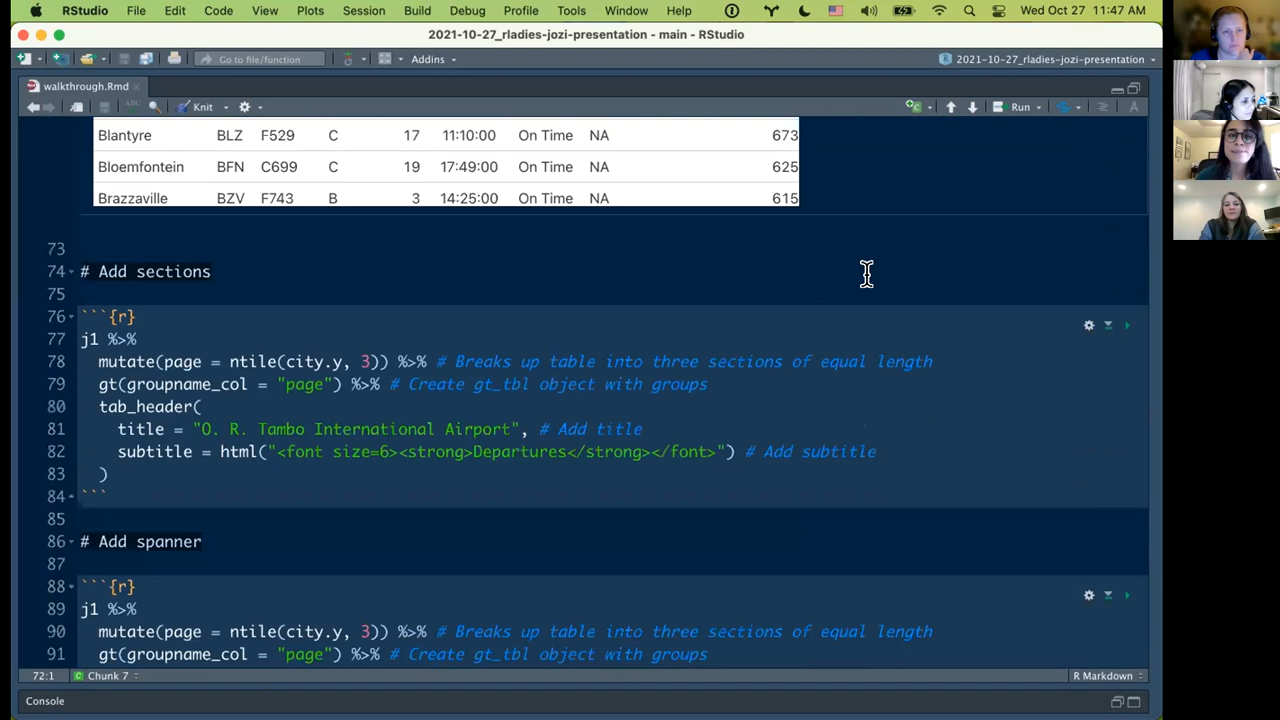 RStudio File Edit Code View Plots Session Build Debug Profile Tools Window Help Wed Oct 27 11:47 AM
2021-10-27_rladies-jozi-presentation - main - RStudio
Go to file/function Addins 2021-10-27_rladies-jozi-presentation
walkthrough.Rmd
ABC Knit Run
Blantyre BLZ F529 C 17 11:10:00 On Time NA 673
Bloemfontein BFN C699 C 19 17:49:00 On Time NA 625
Brazzaville BZV F743 B 3 14:25:00 On Time NA 615
73
74 # Add sections
75
76 ```{r}
77 j1 %>%
78 mutate(page = ntile(city.y, 3)) %>% # Breaks up table into three sections of equal length
79 gt(groupname_col = "page") %>% # Create gt_tbl object with groups
80 tab_header(
81 title = "O. R. Tambo International Airport", # Add title
82 subtitle = html("<font size=6><strong>Departures</strong></font>") # Add subtitle
83 )
84 ```
85
86 # Add spanner
87
88 ```{r}
89 j1 %>%
90 mutate(page = ntile(city.y, 3)) %>% # Breaks up table into three sections of equal length
91 gt(groupname_col = "page") %>% # Create gt_tbl object with groups
72:1 C Chunk 7 R Markdown
Console